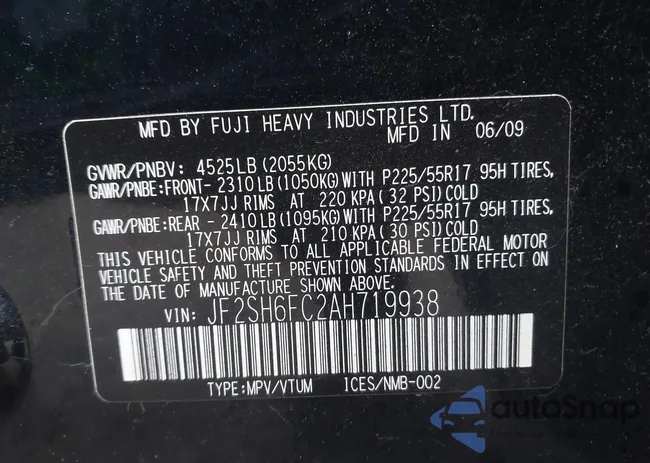 MFD BY FUJI HEAVY INDUSTRIES LTD.
MFD IN 06/09
GVWR/PNBV: 4525LB (2055KG)
GAWR/PNBE:FRONT- 2310LB (1050KG) WITH P225/55R17 95H TIRES,
17X7JJ RIMS AT 220 KPA (32 PSI) COLD
GAWR/PNBE:REAR - 2410LB (1095KG) WITH P225/55R17 95H TIRES,
17X7JJ RIMS AT 210 KPA (30 PSI) COLD
THIS VEHICLE CONFORMS TO ALL APPLICABLE FEDERAL MOTOR
VEHICLE SAFETY AND THEFT PREVENTION STANDARDS IN EFFECT ON
THE DATE OF MANUFACTURE SHOWN ABOVE.
VIN: JF2SH6FC2AH719938
TYPE:MPV/VTUM ICES/NMB-002
autoSnap